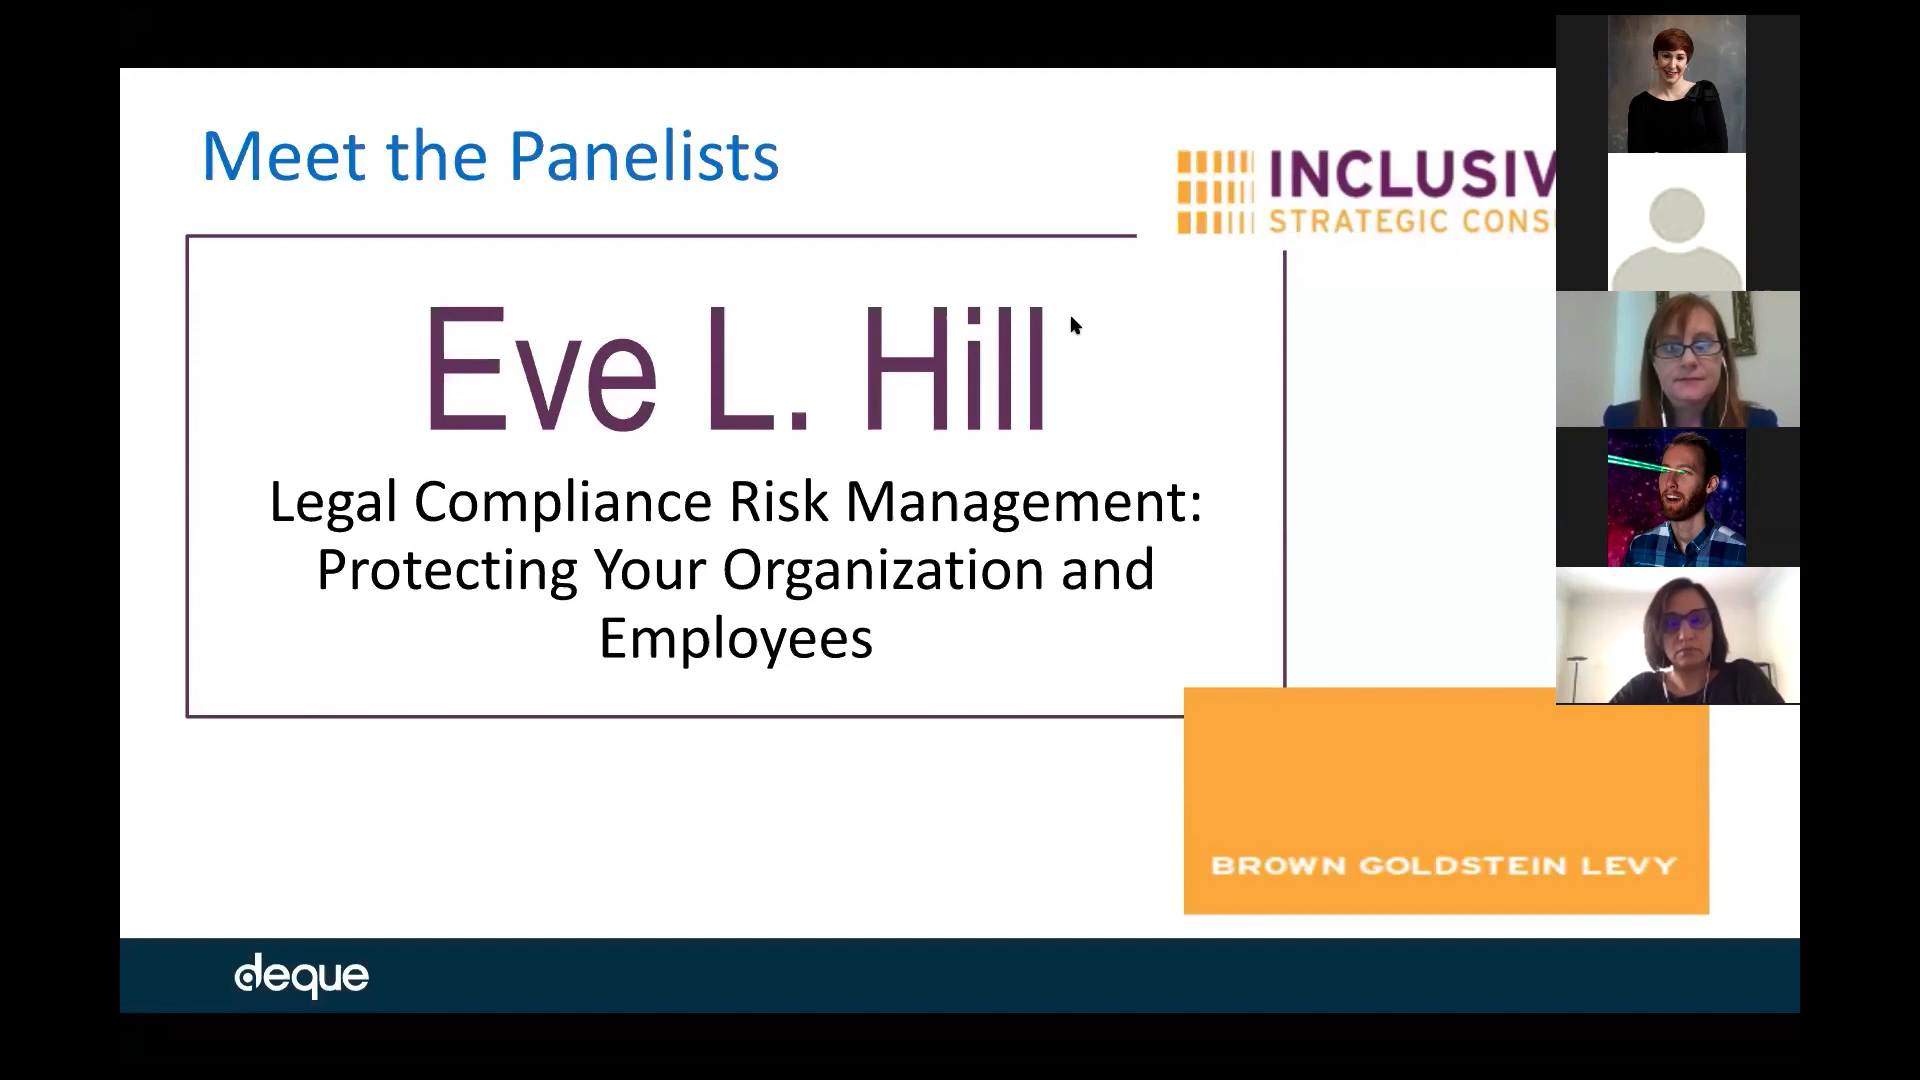 Meet the Panelists
INCLUSIV
STRATEGIC CONS
Eve L. Hill
Legal Compliance Risk Management:
Protecting Your Organization and
Employees
BROWN GOLDSTEIN LEVY
deque